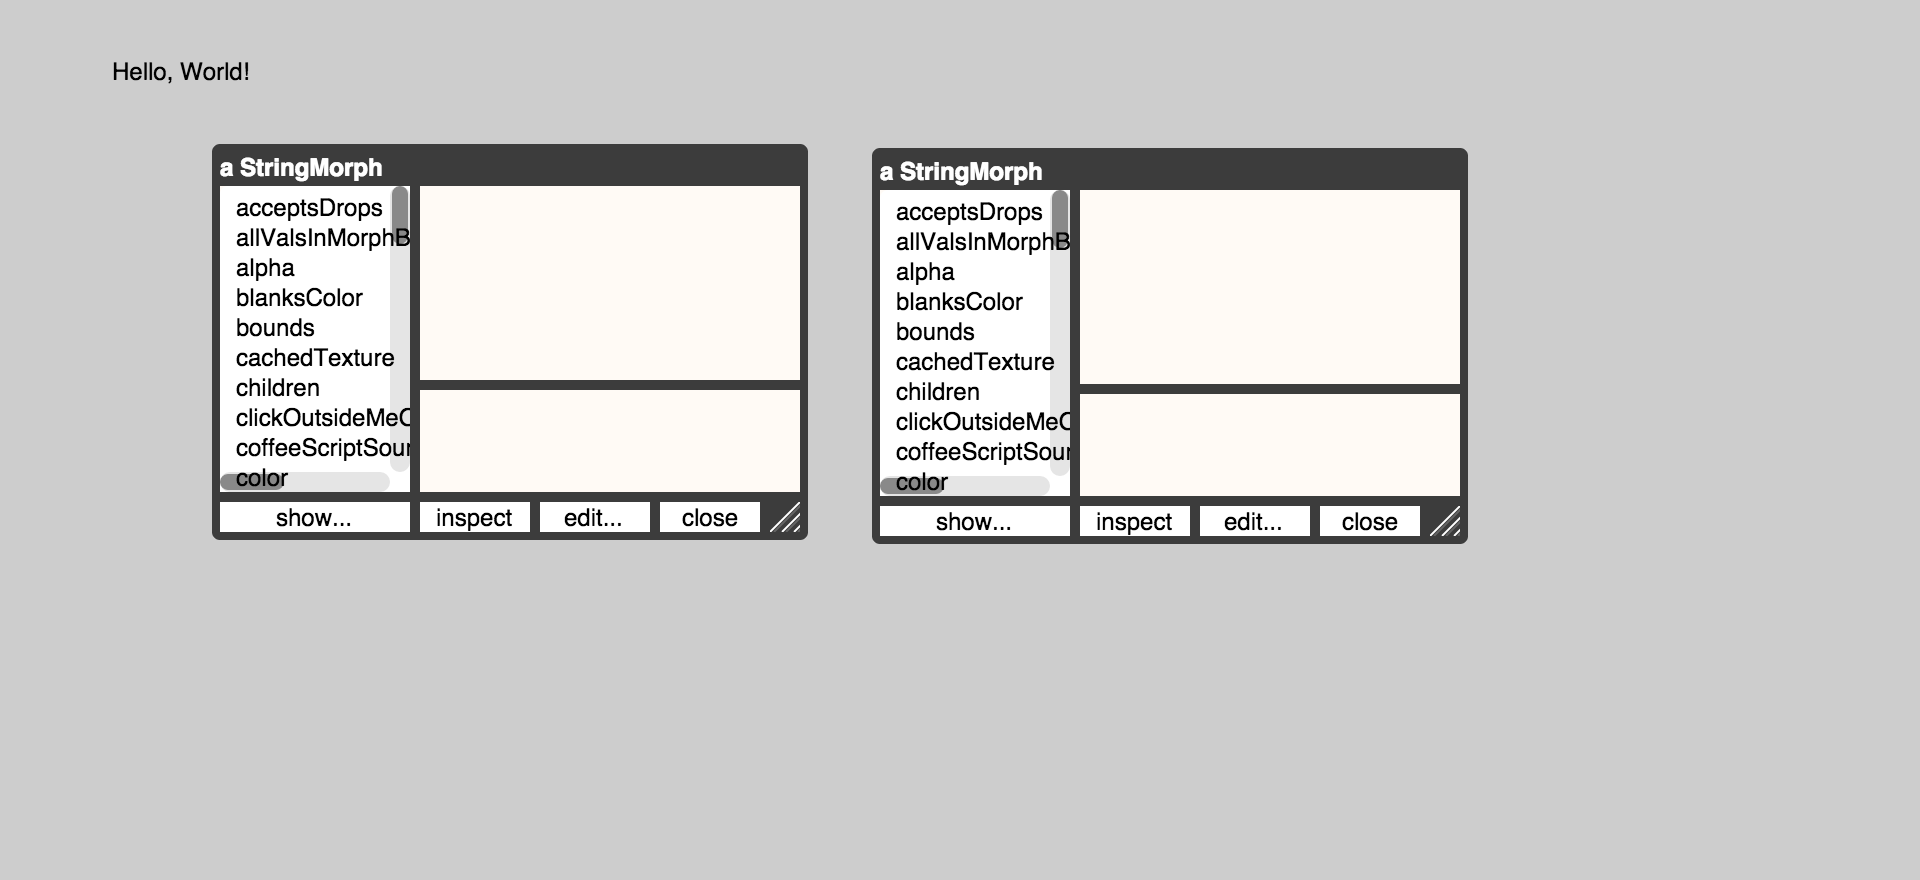 Hello, World!
a StringMorph
acceptsDrops
allValsInMorphB
alpha
blanksColor
bounds
cachedTexture
children
clickOutsideMeC
coffeeScriptSour
color
show...
inspect
edit...
close
a StringMorph
acceptsDrops
allValsInMorphB
alpha
blanksColor
bounds
cachedTexture
children
clickOutsideMeC
coffeeScriptSour
color
show...
inspect
edit...
close